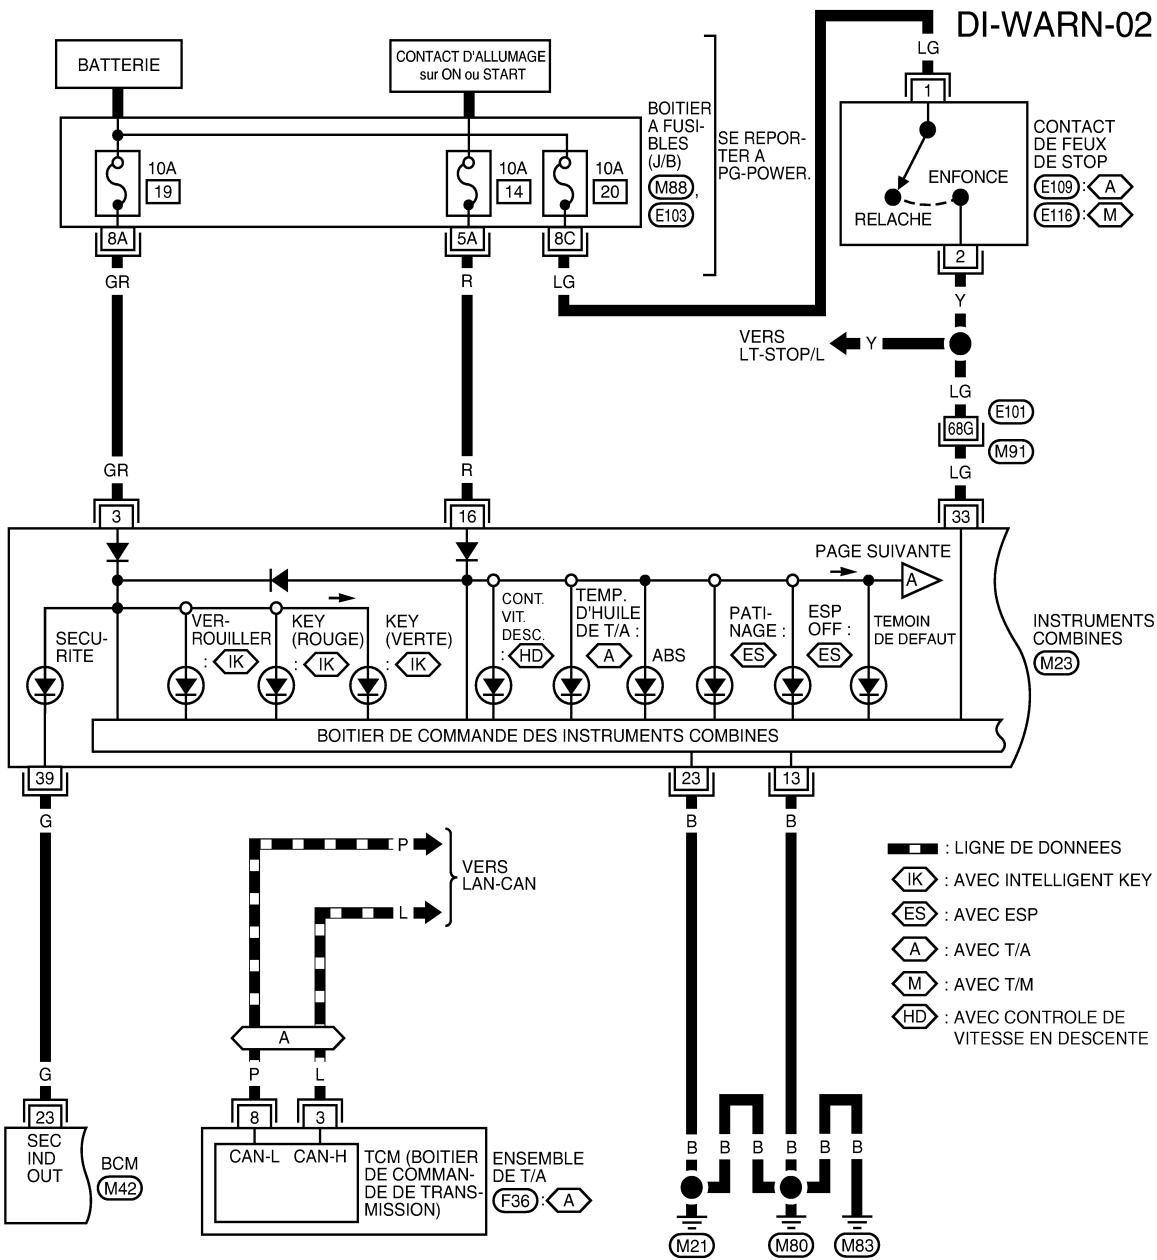 DI-WARN-02
BATTERIE
CONTACT D'ALLUMAGE
sur ON ou START
LG
1
10A
19
10A
14
10A
20
BOITIER
A FUSI-
BLES
(J/B)
M88,
E103
SE REPOR-
TER A
PG-POWER.
CONTACT
DE FEUX
DE STOP
E109 : A
E116 : M
ENFONCE
RELACHE
8A
5A
8C
2
GR
R
LG
Y
VERS
LT-STOP/L
Y
LG
E101
68G
M91
GR
R
LG
3
16
33
PAGE SUIVANTE
A
SECU-
RITE
VER-
ROUILLER
: IK
KEY
(ROUGE)
: IK
KEY
(VERTE)
: IK
CONT.
VIT.
DESC.
: HD
TEMP.
D'HUILE
DE T/A :
A
ABS
PATI-
NAGE :
ES
ESP
OFF :
ES
TEMOIN
DE DEFAUT
INSTRUMENTS
COMBINES
M23
BOITIER DE COMMANDE DES INSTRUMENTS COMBINES
39
23
13
G
B
B
P
L
VERS
LAN-CAN
: LIGNE DE DONNEES
IK : AVEC INTELLIGENT KEY
ES : AVEC ESP
A : AVEC T/A
M : AVEC T/M
HD : AVEC CONTROLE DE
VITESSE EN DESCENTE
A
G
P
L
23
8
3
SEC
IND
OUT
BCM
M42
CAN-L
CAN-H
TCM (BOITIER
DE COMMAN-
DE DE TRANS-
MISSION)
ENSEMBLE
DE T/A
F36 : A
B
B
B
B
B
B
M21
M80
M83